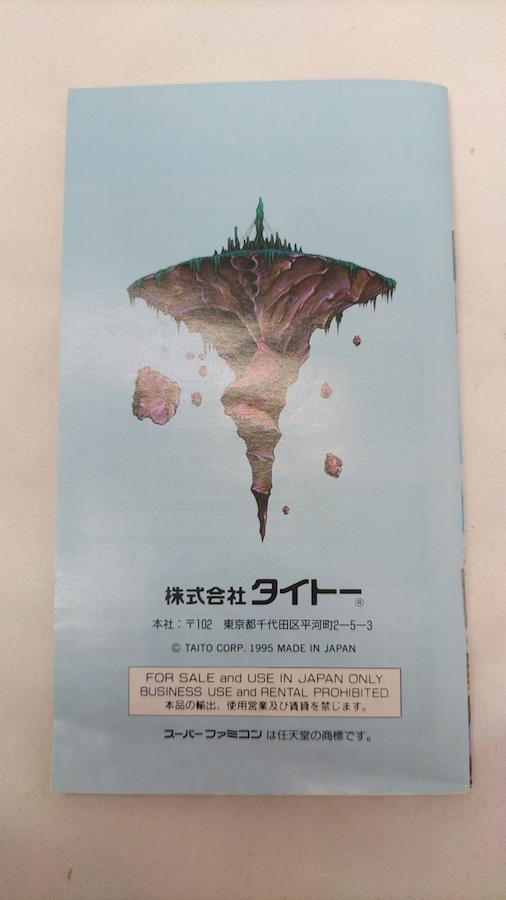 株式会社 タイトー®
本社：〒102 東京都千代田区平河町2−5−3
© TAITO CORP. 1995 MADE IN JAPAN
FOR SALE and USE IN JAPAN ONLY.
BUSINESS USE and RENTAL PROHIBITED.
本品の輸出、使用営業及び賃貸を禁じます。
スーパーファミコン は任天堂の商標です。